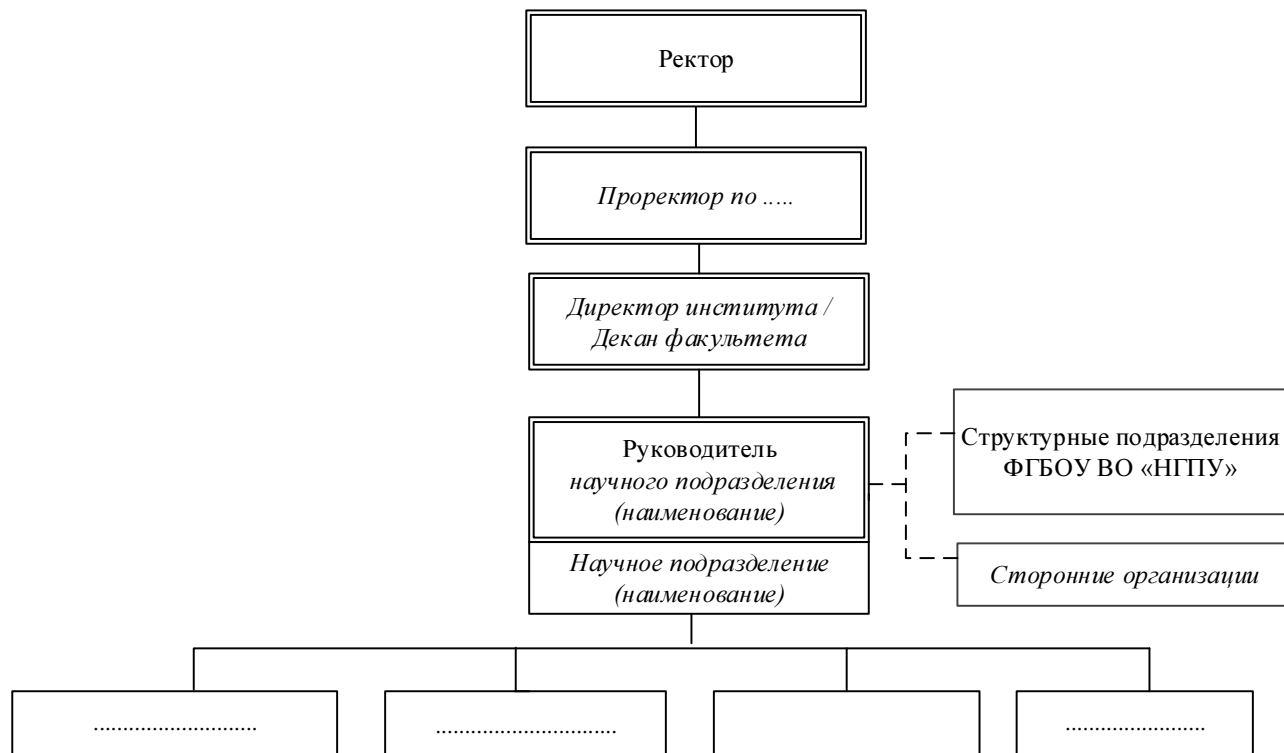 Ректор
Проректор по .....
Директор института /
Декан факультета
Руководитель
научного подразделения
(наименование)
Научное подразделение
(наименование)
Структурные подразделения
ФГБОУ ВО «НГПУ»
Сторонние организации
............................
...............................
........................